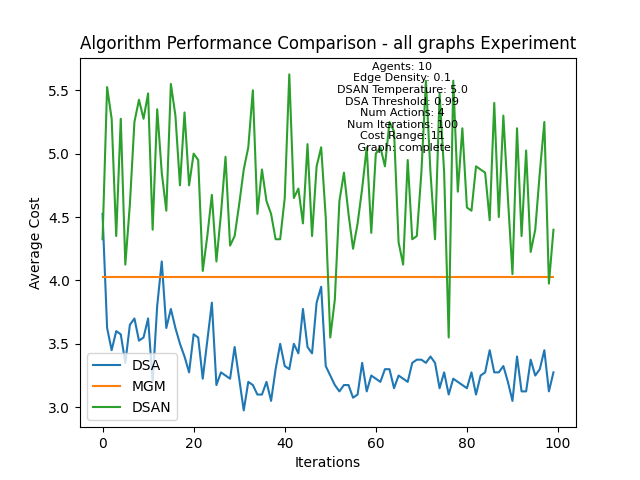 Algorithm Performance Comparison - all graphs Experiment
Agents: 10
Edge Density: 0.1
DSAN Temperature: 5.0
DSA Threshold: 0.99
Num Actions: 4
Num Iterations: 100
Cost Range: 11
Graph: complete
5.5
5.0
4.5
4.0
3.5
3.0
Average Cost
DSA
MGM
DSAN
0 20 40 60 80 100
Iterations